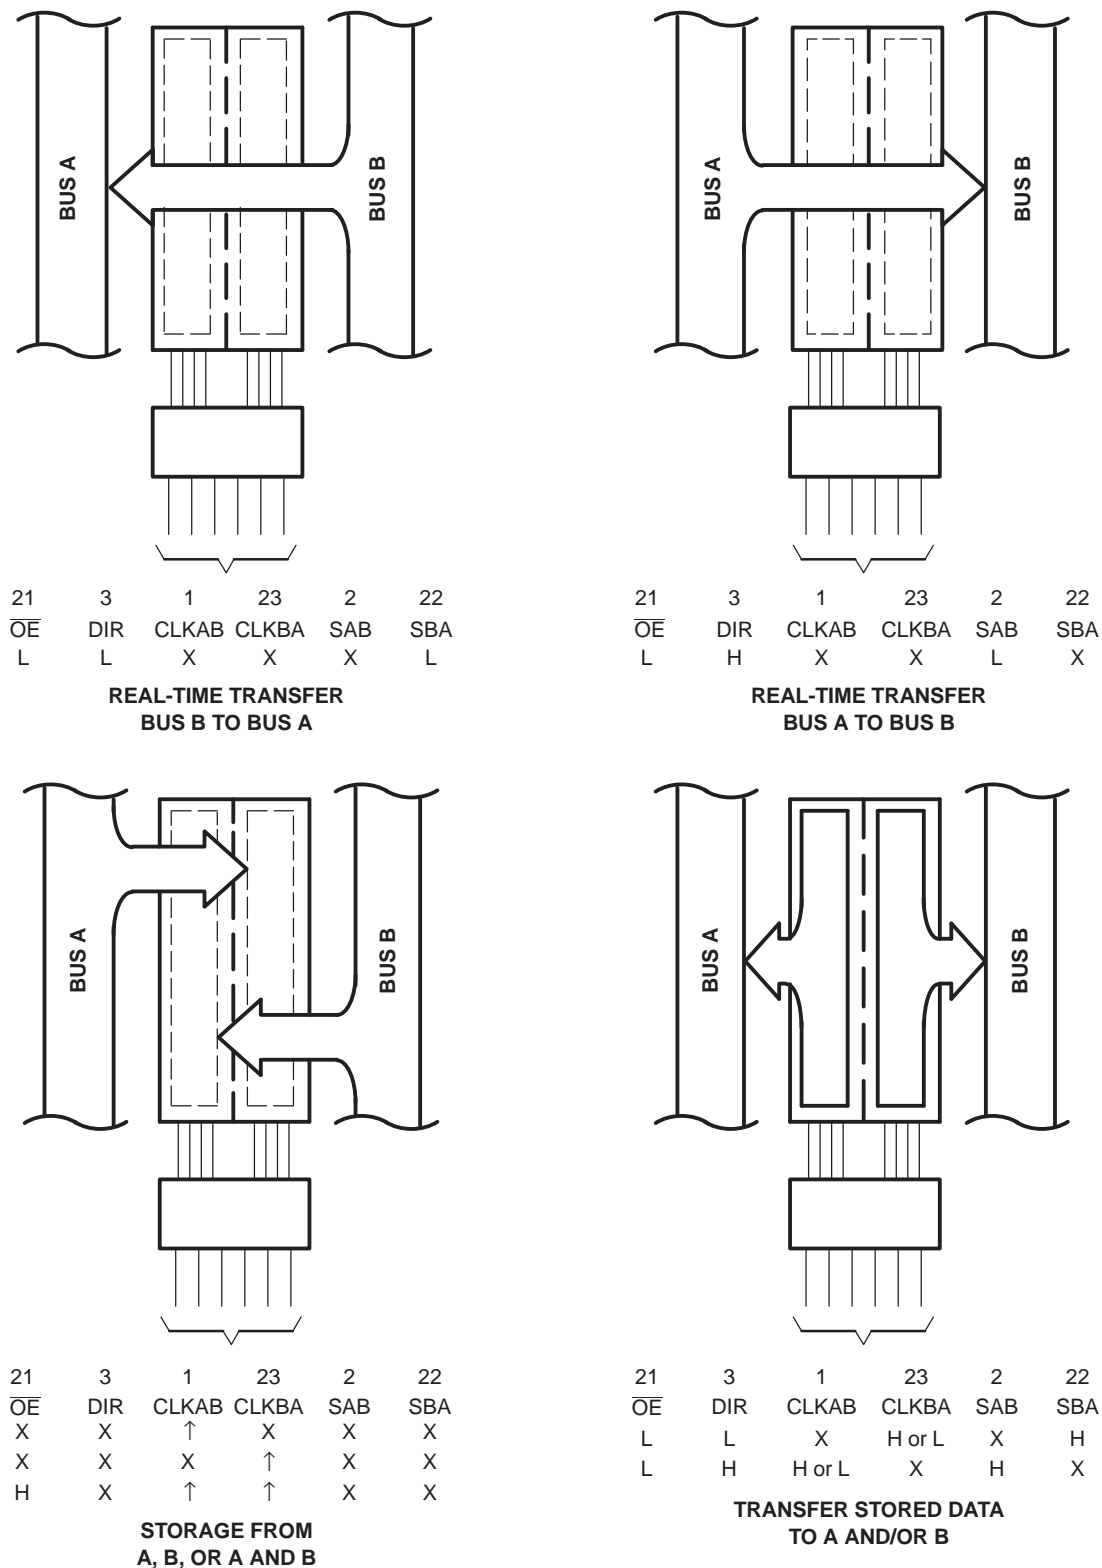 BUS A
BUS B
21 3 1 23 2 22
OE DIR CLKAB CLKBA SAB SBA
L L X X X L
REAL-TIME TRANSFER
BUS B TO BUS A
BUS A
BUS B
21 3 1 23 2 22
OE DIR CLKAB CLKBA SAB SBA
L H X X L X
REAL-TIME TRANSFER
BUS A TO BUS B
BUS A
BUS B
21 3 1 23 2 22
OE DIR CLKAB CLKBA SAB SBA
X X ↑ X X X
X X X ↑ X X
H X ↑ ↑ X X
STORAGE FROM
A, B, OR A AND B
BUS A
BUS B
21 3 1 23 2 22
OE DIR CLKAB CLKBA SAB SBA
L L X H or L X H
L H H or L X H X
TRANSFER STORED DATA
TO A AND/OR B